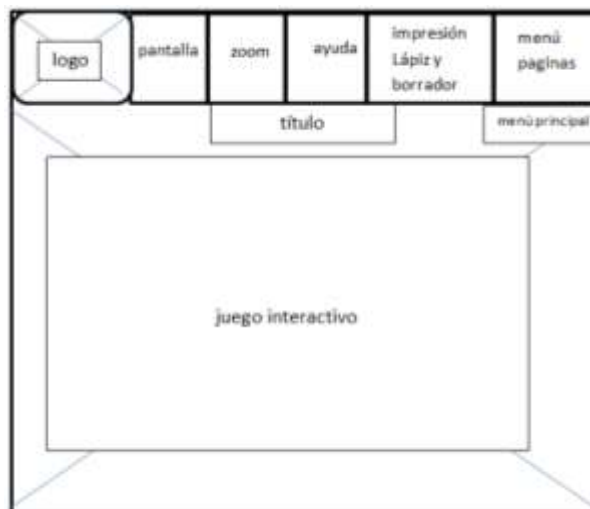 logo
pantalla
zoom
ayuda
impresión
Lápiz y
borrador
menú
paginas
título
menú principal
juego interactivo